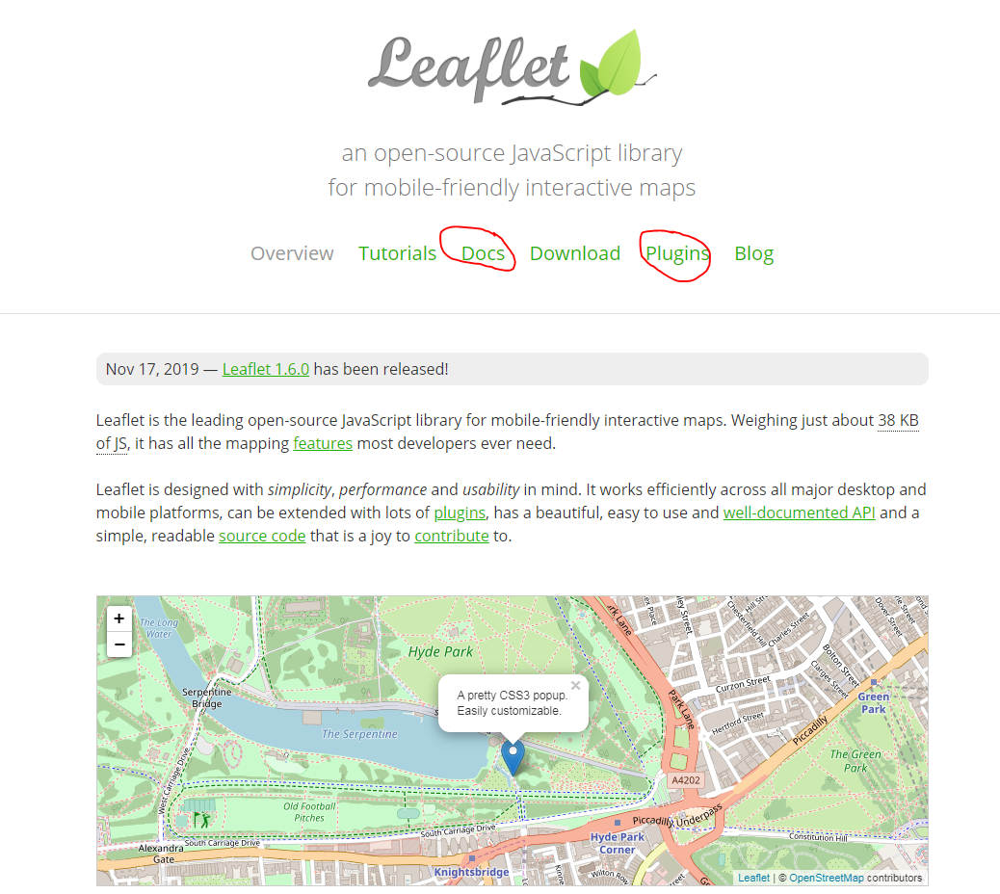 Leaflet
an open-source JavaScript library
for mobile-friendly interactive maps
Overview Tutorials Docs Download Plugins Blog
Nov 17, 2019 — Leaflet 1.6.0 has been released!
Leaflet is the leading open-source JavaScript library for mobile-friendly interactive maps. Weighing just about 38 KB
of JS, it has all the mapping features most developers ever need.
Leaflet is designed with simplicity, performance and usability in mind. It works efficiently across all major desktop and
mobile platforms, can be extended with lots of plugins, has a beautiful, easy to use and well-documented API and a
simple, readable source code that is a joy to contribute to.
+
−
The Long
Water
Hyde Park
Park Lane
Chesterfield Hill
Charles Street
Dover Street
Bolton Street
Clarges Street
Curzon Street
Green
Park
Serpentine
Bridge
A pretty CSS3 popup.
Easily customizable.
×
Park Lane
Hertford Street
Piccadilly
The Serpentine
The Green
Park
West Carriage Drive
A4202
Old Football
Pitches
Piccadilly Underpass
South Carriage Drive
Hyde Park
Corner
Constitution Hill
South Carriage Drive
Alexandra
Gate
Knightsbridge
Wilton Row
Leaflet | © OpenStreetMap contributors